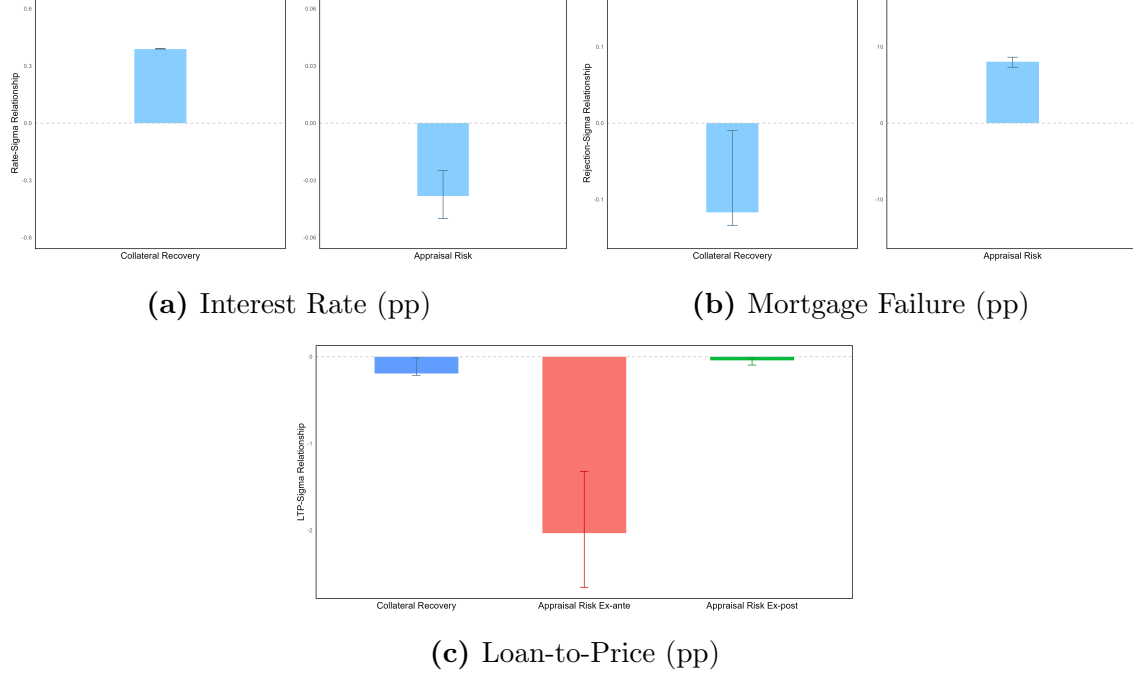 0.6
0.3
0.0
-0.3
-0.6
Rate-Sigma Relationship
Collateral Recovery
0.06
0.03
0.00
-0.03
-0.06
Appraisal Risk
0.1
0.0
-0.1
Rejection-Sigma Relationship
Collateral Recovery
10
0
-10
Appraisal Risk
(a) Interest Rate (pp)
(b) Mortgage Failure (pp)
0
-1
-2
LTP-Sigma Relationship
Collateral Recovery
Appraisal Risk Ex-ante
Appraisal Risk Ex-post
(c) Loan-to-Price (pp)